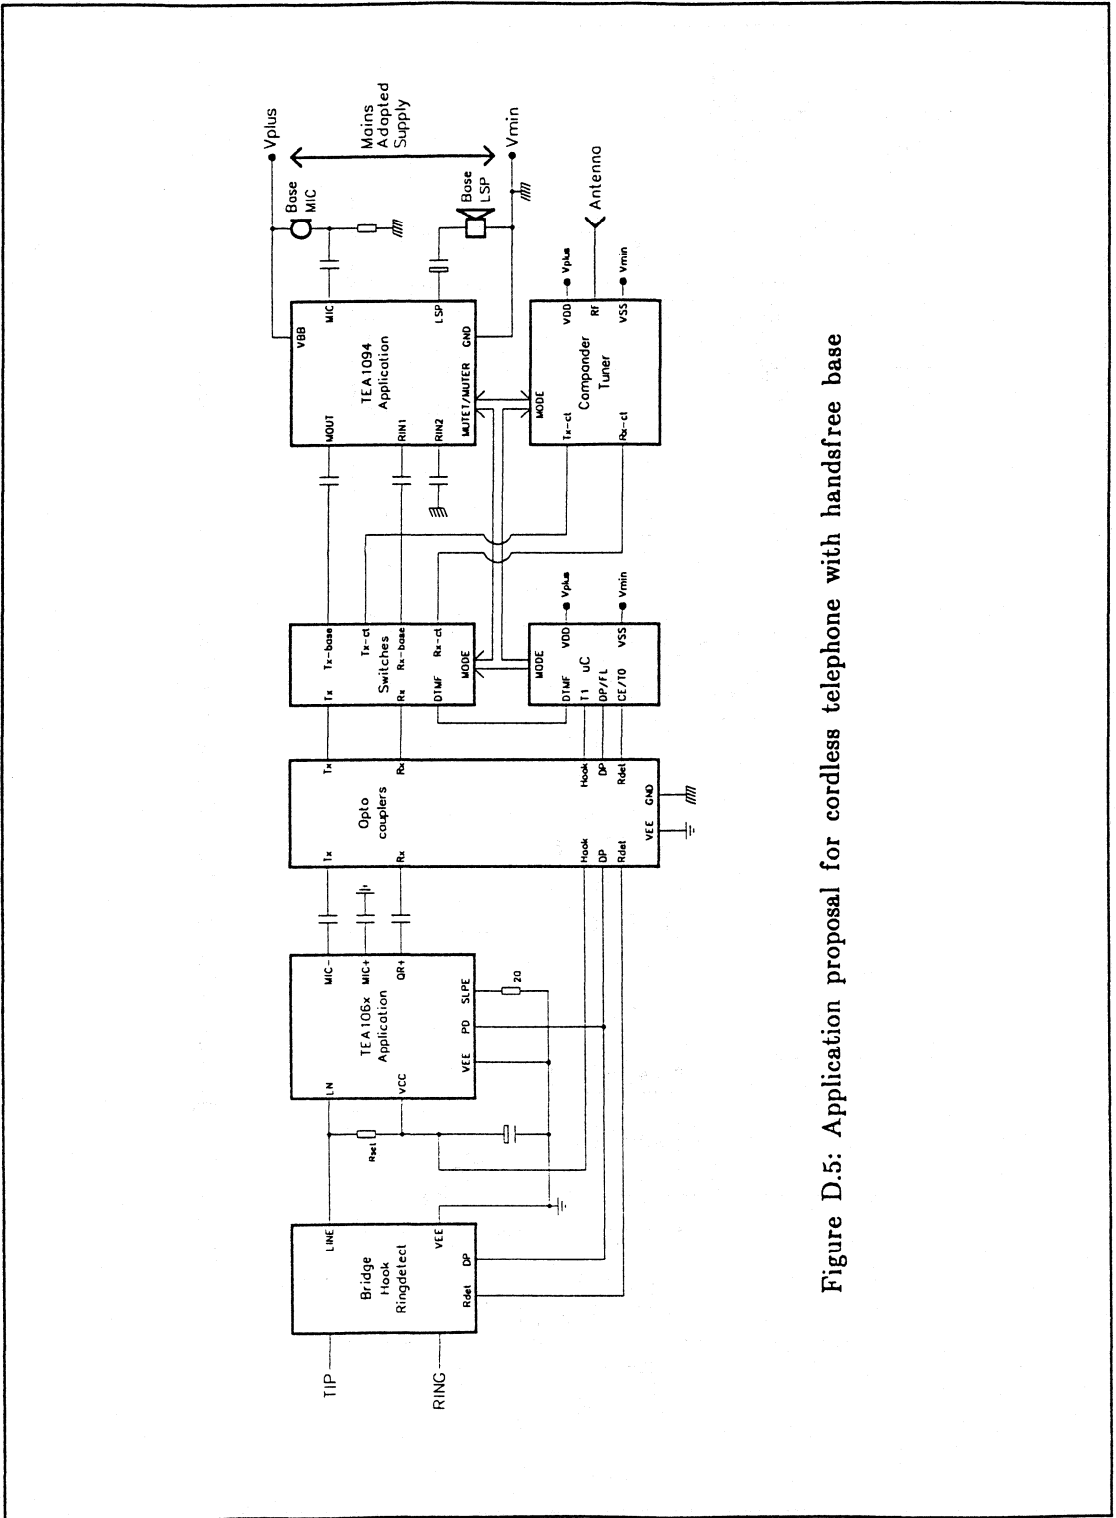 TIP
RING
LINE
Bridge
Hook
Ringdetect
VEE
Rdet
DP
Rset
LN
VCC
TEA106x
Application
MIC-
MIC+
QR+
VEE
PD
SLPE
20
Tx
Rx
Opto
couplers
Tx
Rx
Hook
DP
Rdet
Hook
DP
Rdet
VEE
GND
Tx
Rx
DTMF
Switches
Tx-base
Tx-ct
Rx-base
Rx-ct
MODE
MODE
DTMF
T1
DP/FL
CE/T0
uC
VDD
VSS
Vplus
Vmin
MOUT
RIN1
RIN2
TEA1094
Application
VBB
MIC
LSP
GND
MUTET/MUTER
MODE
Tx-ct
Rx-ct
Compander
Tuner
VDD
RF
VSS
Vplus
Vmin
Antenna
Base
MIC
Base
LSP
Vplus
Mains
Adapted
Supply
Vmin
Figure D.5: Application proposal for cordless telephone with handsfree base